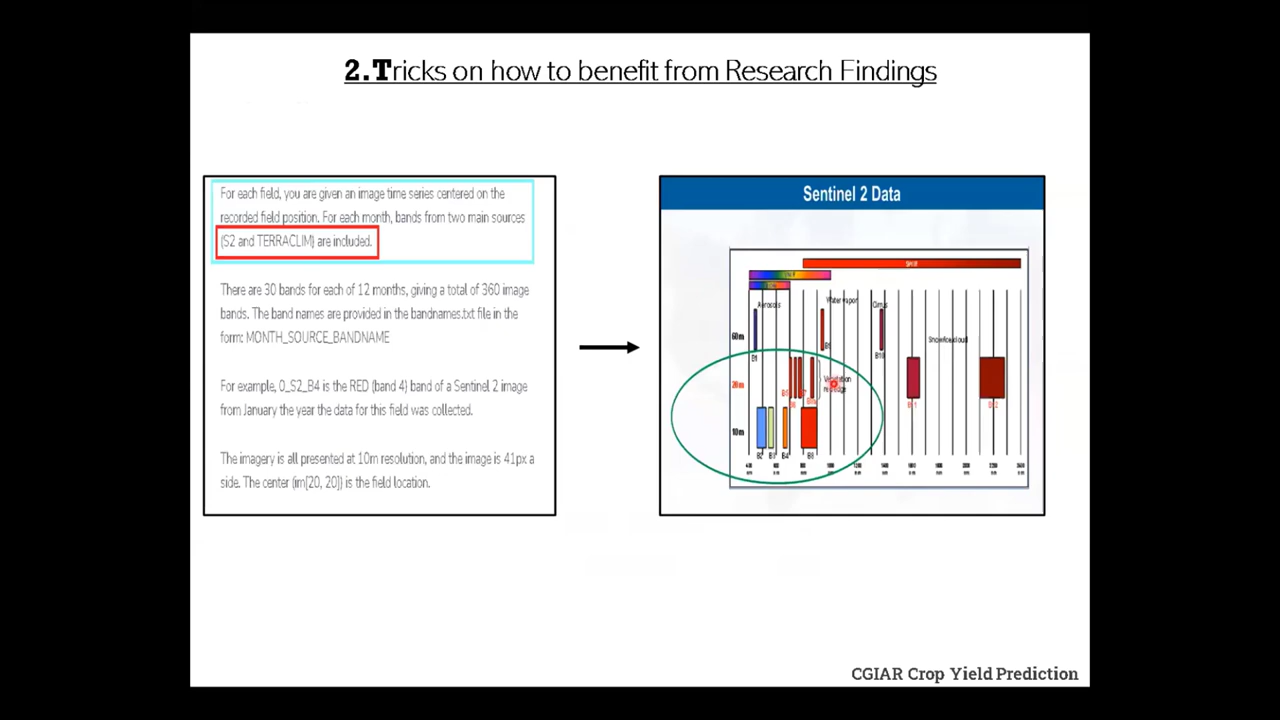 2.Tricks on how to benefit from Research Findings
For each field, you are given an image time series centered on the
recorded field position. For each month, bands from two main sources
(S2 and TERRACLIM) are included.
There are 30 bands for each of 12 months, giving a total of 360 image
bands. The band names are provided in the bandnames.txt file in the
form: MONTH_SOURCE_BANDNAME
For example, 0_S2_B4 is the RED (band 4) band of a Sentinel 2 image
from January the year the data for this field was collected.
The imagery is all presented at 10m resolution, and the image is 41px a
side. The center (im[20, 20]) is the field location.
Sentinel 2 Data
SWIR
Aerosols
Water vapor
Cirrus
60m
B1
B9
B10
Snow/ice/cloud
20m
Vegetation
10m
B2
B3
B4
B8
CGIAR Crop Yield Prediction